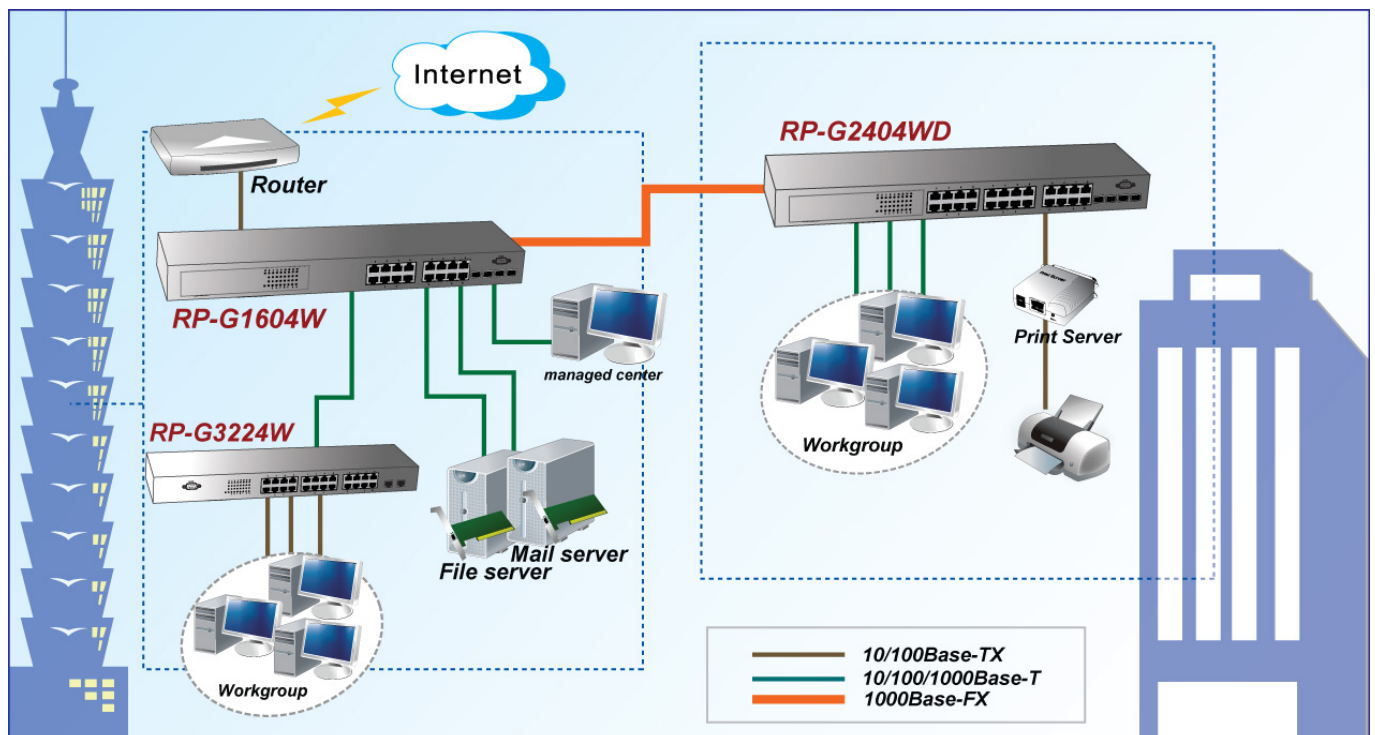 Internet
Router
RP-G2404WD
RP-G1604W
managed center
Print Server
RP-G3224W
Workgroup
Mail server
File server
Workgroup
10/100Base-TX
10/100/1000Base-T
1000Base-FX